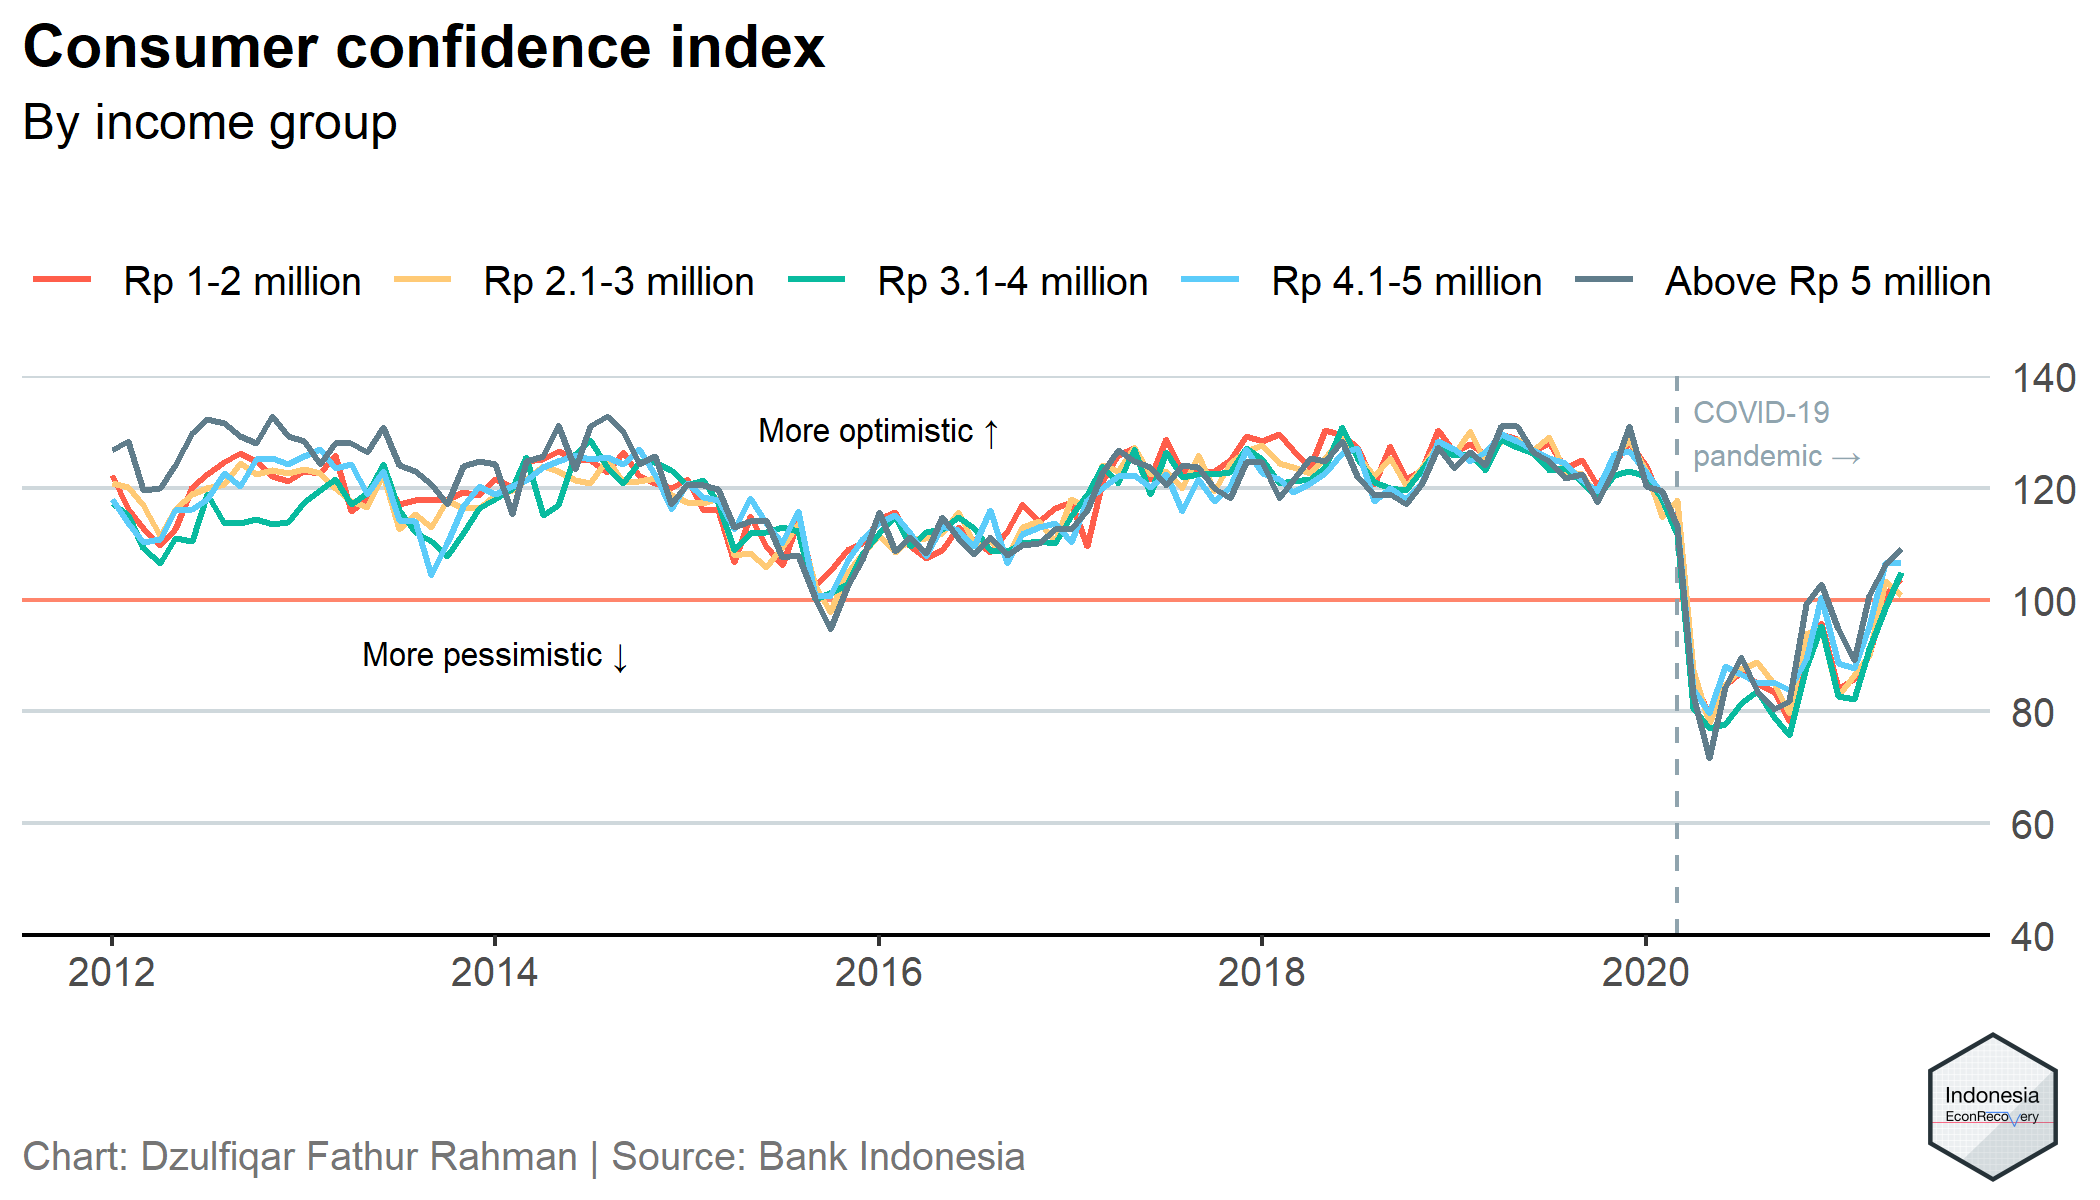 Consumer confidence index
By income group
Rp 1-2 million Rp 2.1-3 million Rp 3.1-4 million Rp 4.1-5 million Above Rp 5 million
140
COVID-19
pandemic →
More optimistic ↑
120
100
More pessimistic ↓
80
60
40
2012 2014 2016 2018 2020
Indonesia
EconRecovery
Chart: Dzulfiqar Fathur Rahman | Source: Bank Indonesia